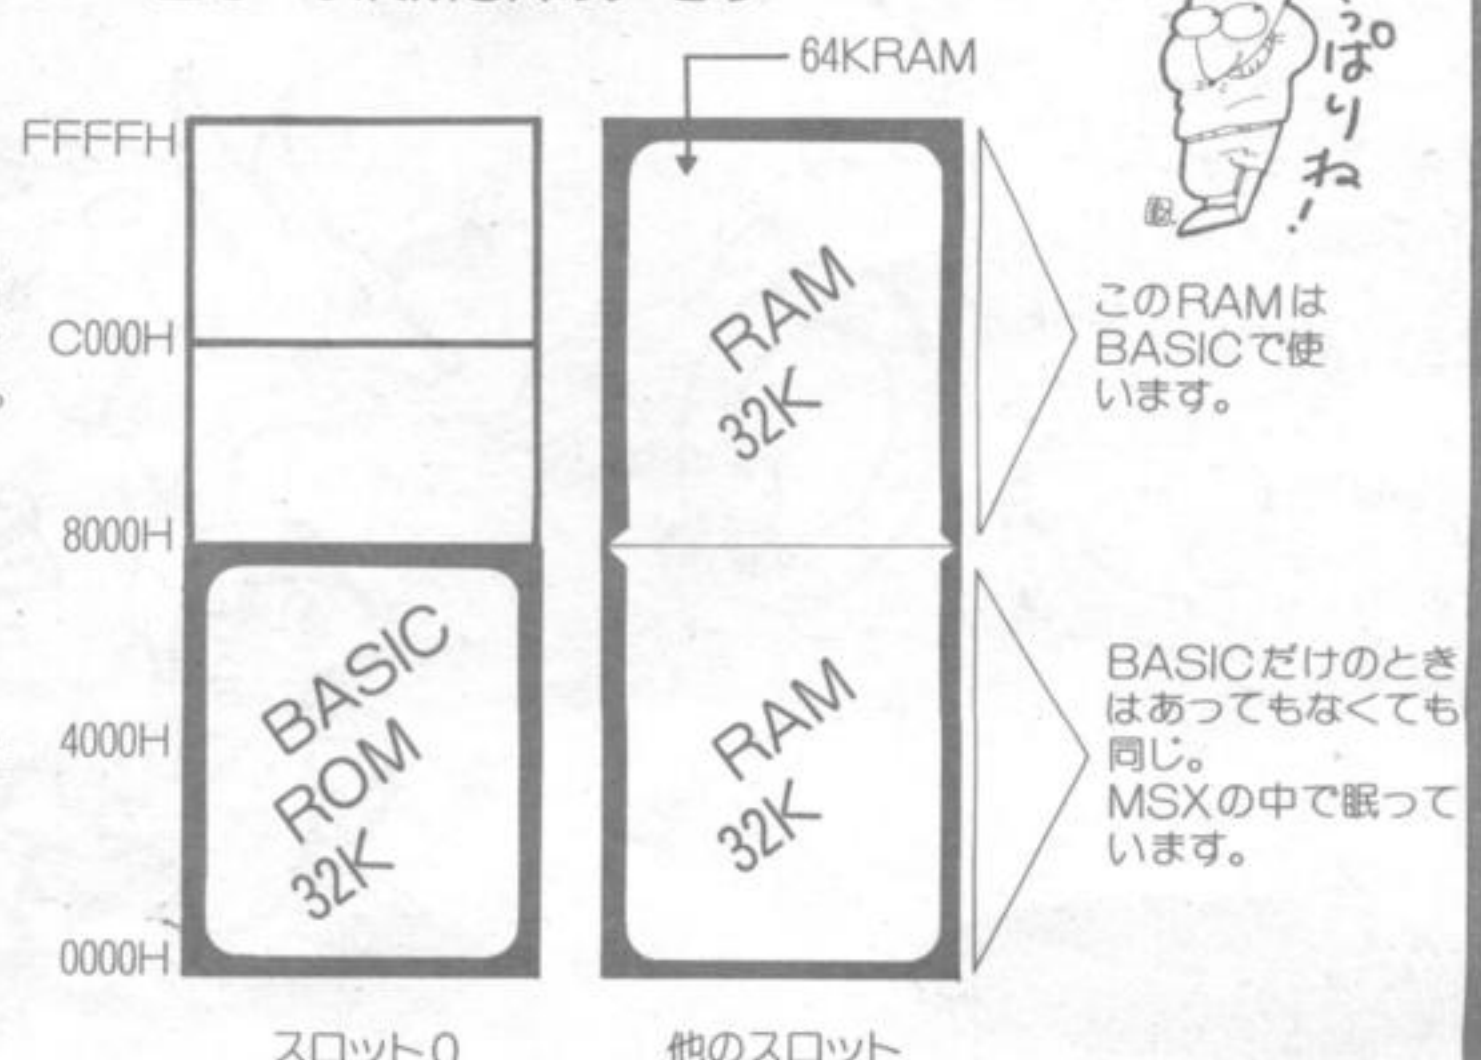 64KRAM
っぱりね!
FFFFH
C000H
8000H
4000H
0000H
RAM
32K
このRAMは
BASICで使
います。
BASIC
ROM
32K
RAM
32K
BASICだけのとき
はあってもなくても
同じ。
MSXの中で眠って
います。
スロット0
他のスロット